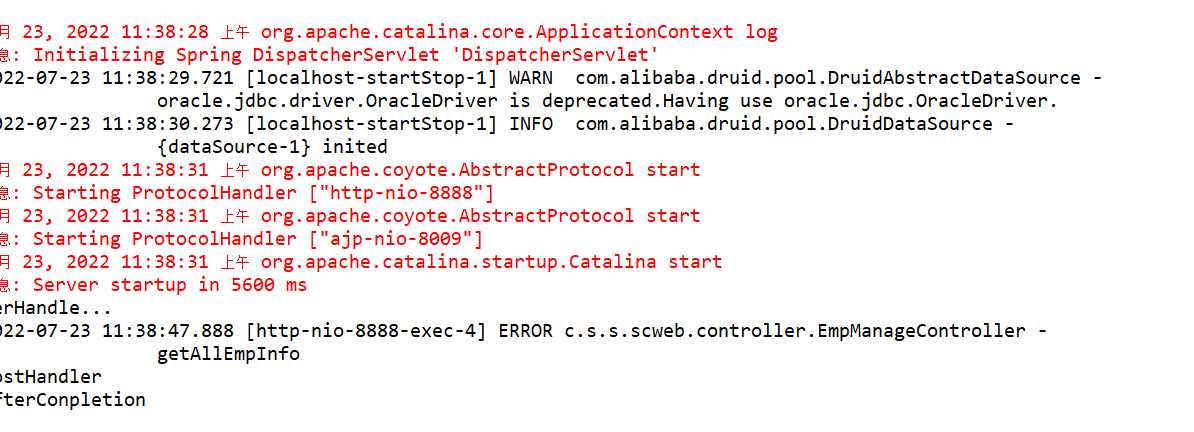 月 23, 2022 11:38:28 上午 org.apache.catalina.core.ApplicationContext log
息: Initializing Spring DispatcherServlet 'DispatcherServlet'
022-07-23 11:38:29.721 [localhost-startStop-1] WARN  com.alibaba.druid.pool.DruidAbstractDataSource -
oracle.jdbc.driver.OracleDriver is deprecated.Having use oracle.jdbc.OracleDriver.
022-07-23 11:38:30.273 [localhost-startStop-1] INFO  com.alibaba.druid.pool.DruidDataSource -
{dataSource-1} inited
月 23, 2022 11:38:31 上午 org.apache.coyote.AbstractProtocol start
息: Starting ProtocolHandler ["http-nio-8888"]
月 23, 2022 11:38:31 上午 org.apache.coyote.AbstractProtocol start
息: Starting ProtocolHandler ["ajp-nio-8009"]
月 23, 2022 11:38:31 上午 org.apache.catalina.startup.Catalina start
息: Server startup in 5600 ms
erHandle...
022-07-23 11:38:47.888 [http-nio-8888-exec-4] ERROR c.s.s.scweb.controller.EmpManageController -
getAllEmpInfo
ostHandler
fterConpletion